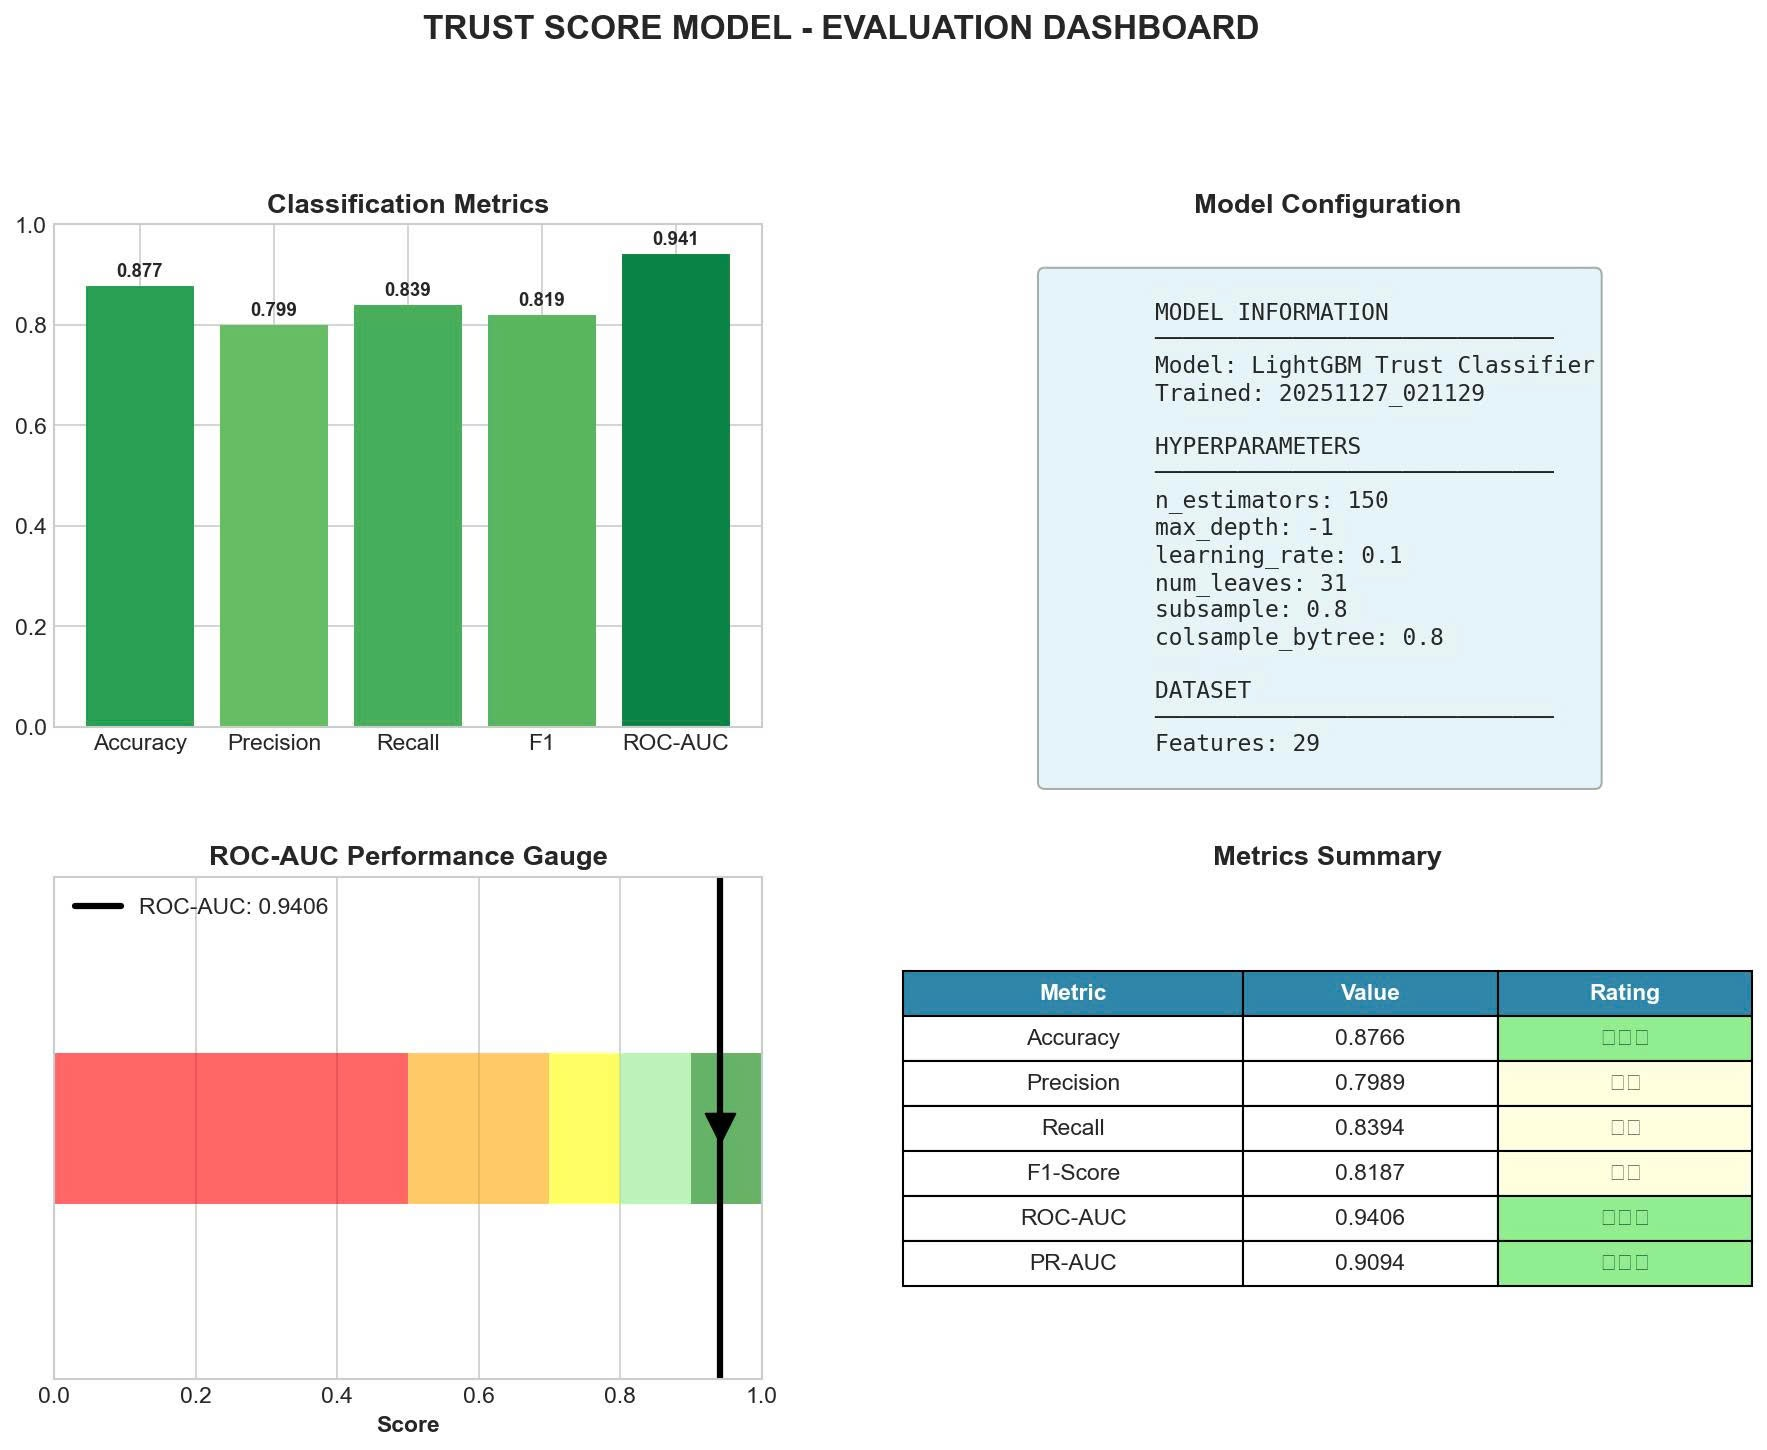 TRUST SCORE MODEL - EVALUATION DASHBOARD
Classification Metrics
1.0
0.8
0.6
0.4
0.2
0.0
0.877
0.799
0.839
0.819
0.941
Accuracy Precision Recall F1 ROC-AUC
Model Configuration
MODEL INFORMATION
Model: LightGBM Trust Classifier
Trained: 20251127_021129
HYPERPARAMETERS
n_estimators: 150
max_depth: -1
learning_rate: 0.1
num_leaves: 31
subsample: 0.8
colsample_bytree: 0.8
DATASET
Features: 29
ROC-AUC Performance Gauge
ROC-AUC: 0.9406
0.0 0.2 0.4 0.6 0.8 1.0
Score
Metrics Summary
Metric Value Rating
Accuracy 0.8766
Precision 0.7989
Recall 0.8394
F1-Score 0.8187
ROC-AUC 0.9406
PR-AUC 0.9094